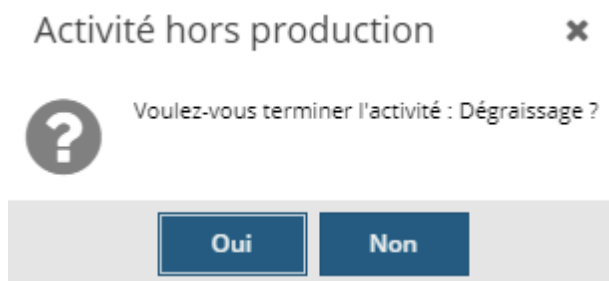 Activité hors production
Voulez-vous terminer l'activité : Dégraissage ?
Oui
Non